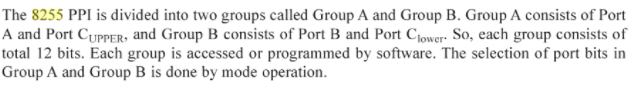 The 8255 PPI is divided into two groups called Group A and Group B. Group A consists of Port
A and Port CUPPER, and Group B consists of Port B and Port Clower. So, each group consists of
total 12 bits. Each group is accessed or programmed by software. The selection of port bits in
Group A and Group B is done by mode operation.